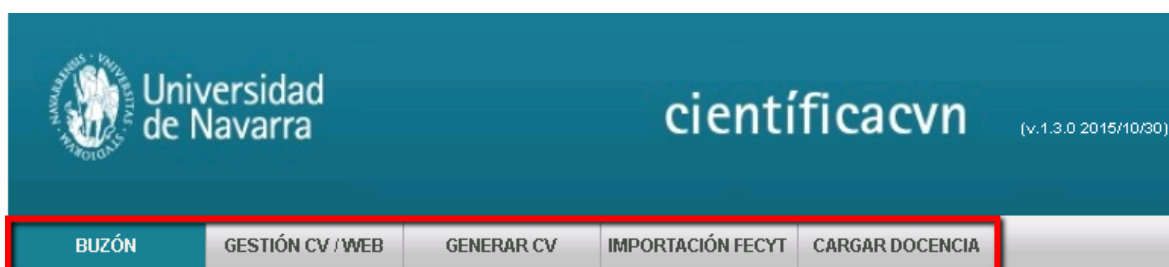 Universidad
de Navarra
científicacvn
(v.1.3.0 2015/10/30)
BUZÓN
GESTIÓN CV / WEB
GENERAR CV
IMPORTACIÓN FECYT
CARGAR DOCENCIA